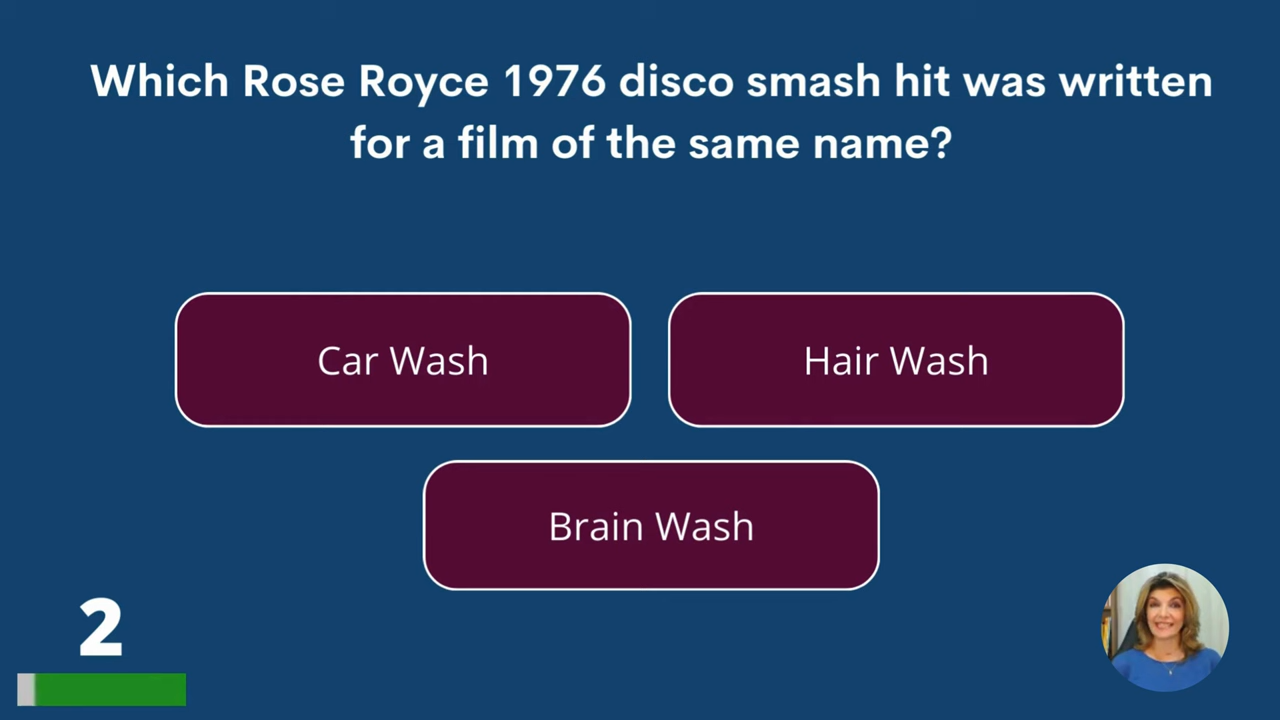 Which Rose Royce 1976 disco smash hit was written
for a film of the same name?
Car Wash
Hair Wash
Brain Wash
2